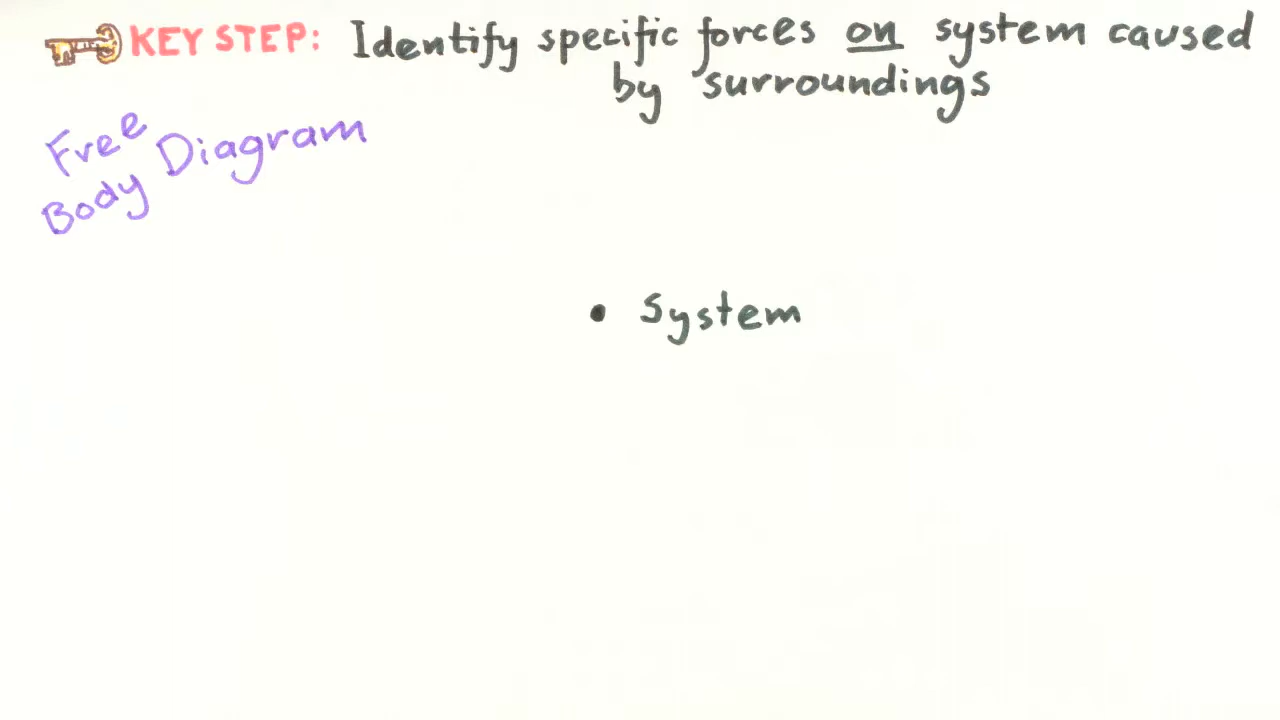 KEY STEP: Identify specific forces on system caused
by surroundings
Free
Body Diagram
System